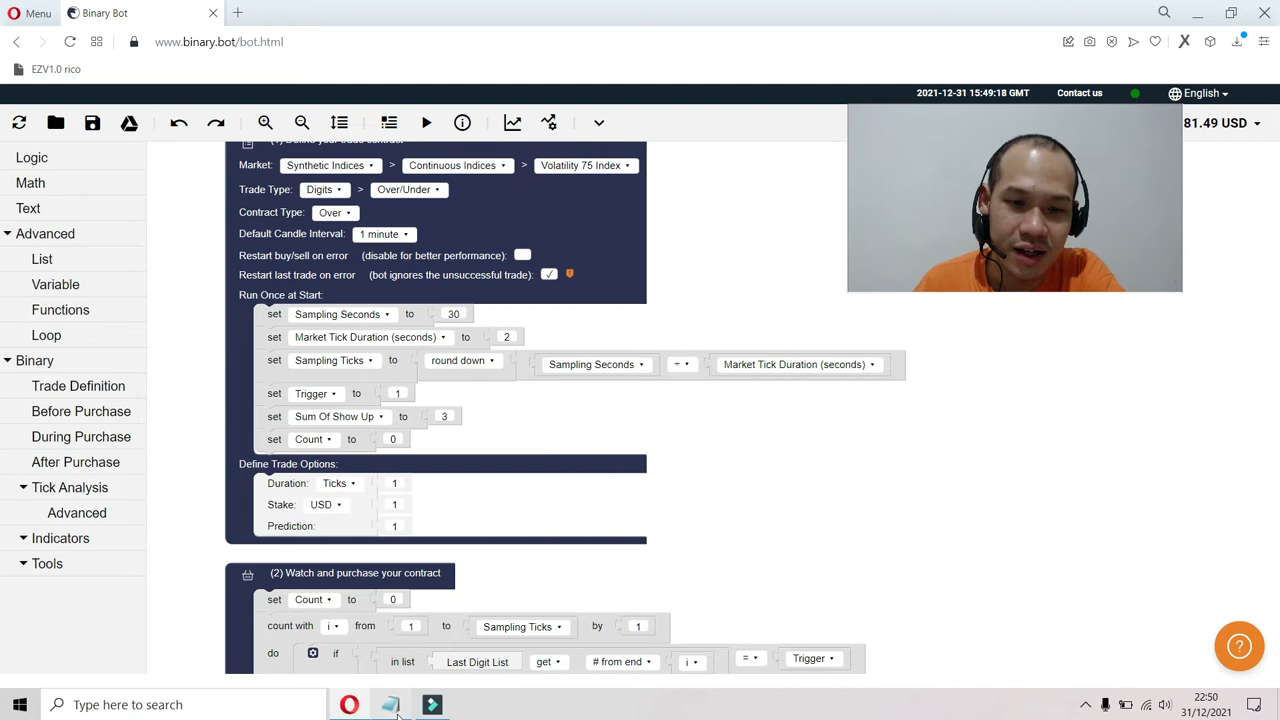 Menu
Binary Bot
www.binary.bot/bot.html
EZV1.0 rico
2021-12-31 15:49:18 GMT
Contact us
English
81.49 USD
Logic
Math
Text
Advanced
List
Variable
Functions
Loop
Binary
Trade Definition
Before Purchase
During Purchase
After Purchase
Tick Analysis
Advanced
Indicators
Tools
(1) Define your trade contract
Market: Synthetic Indices > Continuous Indices > Volatility 75 Index
Trade Type: Digits > Over/Under
Contract Type: Over
Default Candle Interval: 1 minute
Restart buy/sell on error (disable for better performance):
Restart last trade on error (bot ignores the unsuccessful trade): ✓
Run Once at Start:
set Sampling Seconds to 30
set Market Tick Duration (seconds) to 2
set Sampling Ticks to round down Sampling Seconds ÷ Market Tick Duration (seconds)
set Trigger to 1
set Sum Of Show Up to 3
set Count to 0
Define Trade Options:
Duration: Ticks 1
Stake: USD 1
Prediction: 1
(2) Watch and purchase your contract
set Count to 0
count with i from 1 to Sampling Ticks by 1
do if in list Last Digit List get # from end i = Trigger
Type here to search
22:50
31/12/2021